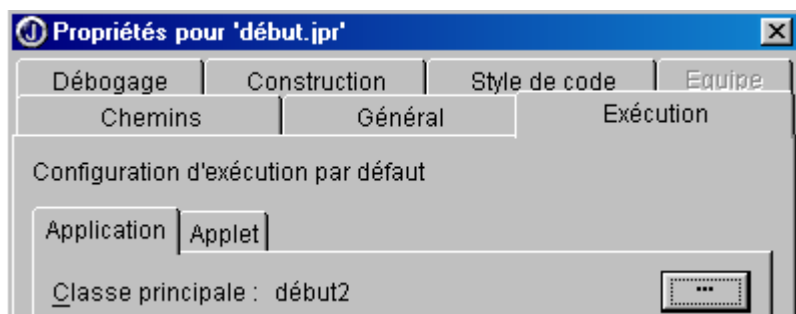 Propriétés pour 'début.jpr'
Débogage Construction Style de code Equipe
Chemins Général Exécution
Configuration d'exécution par défaut
Application Applet
Classe principale : début2 ...